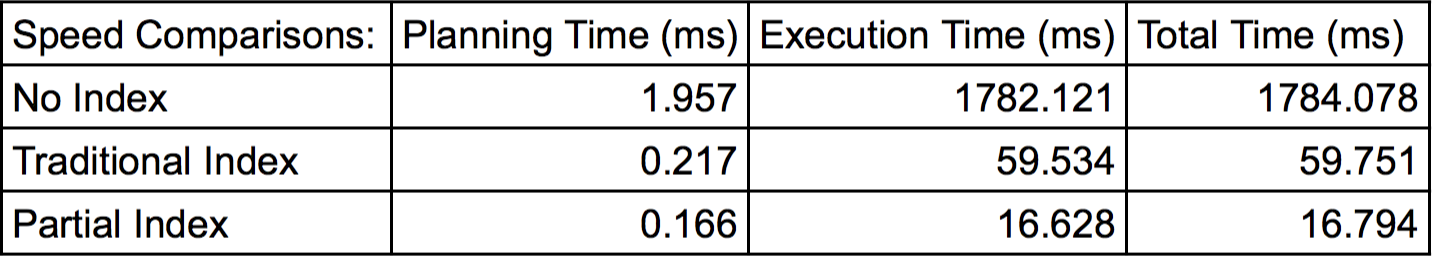 Speed Comparisons: Planning Time (ms) Execution Time (ms) Total Time (ms)
No Index 1.957 1782.121 1784.078
Traditional Index 0.217 59.534 59.751
Partial Index 0.166 16.628 16.794